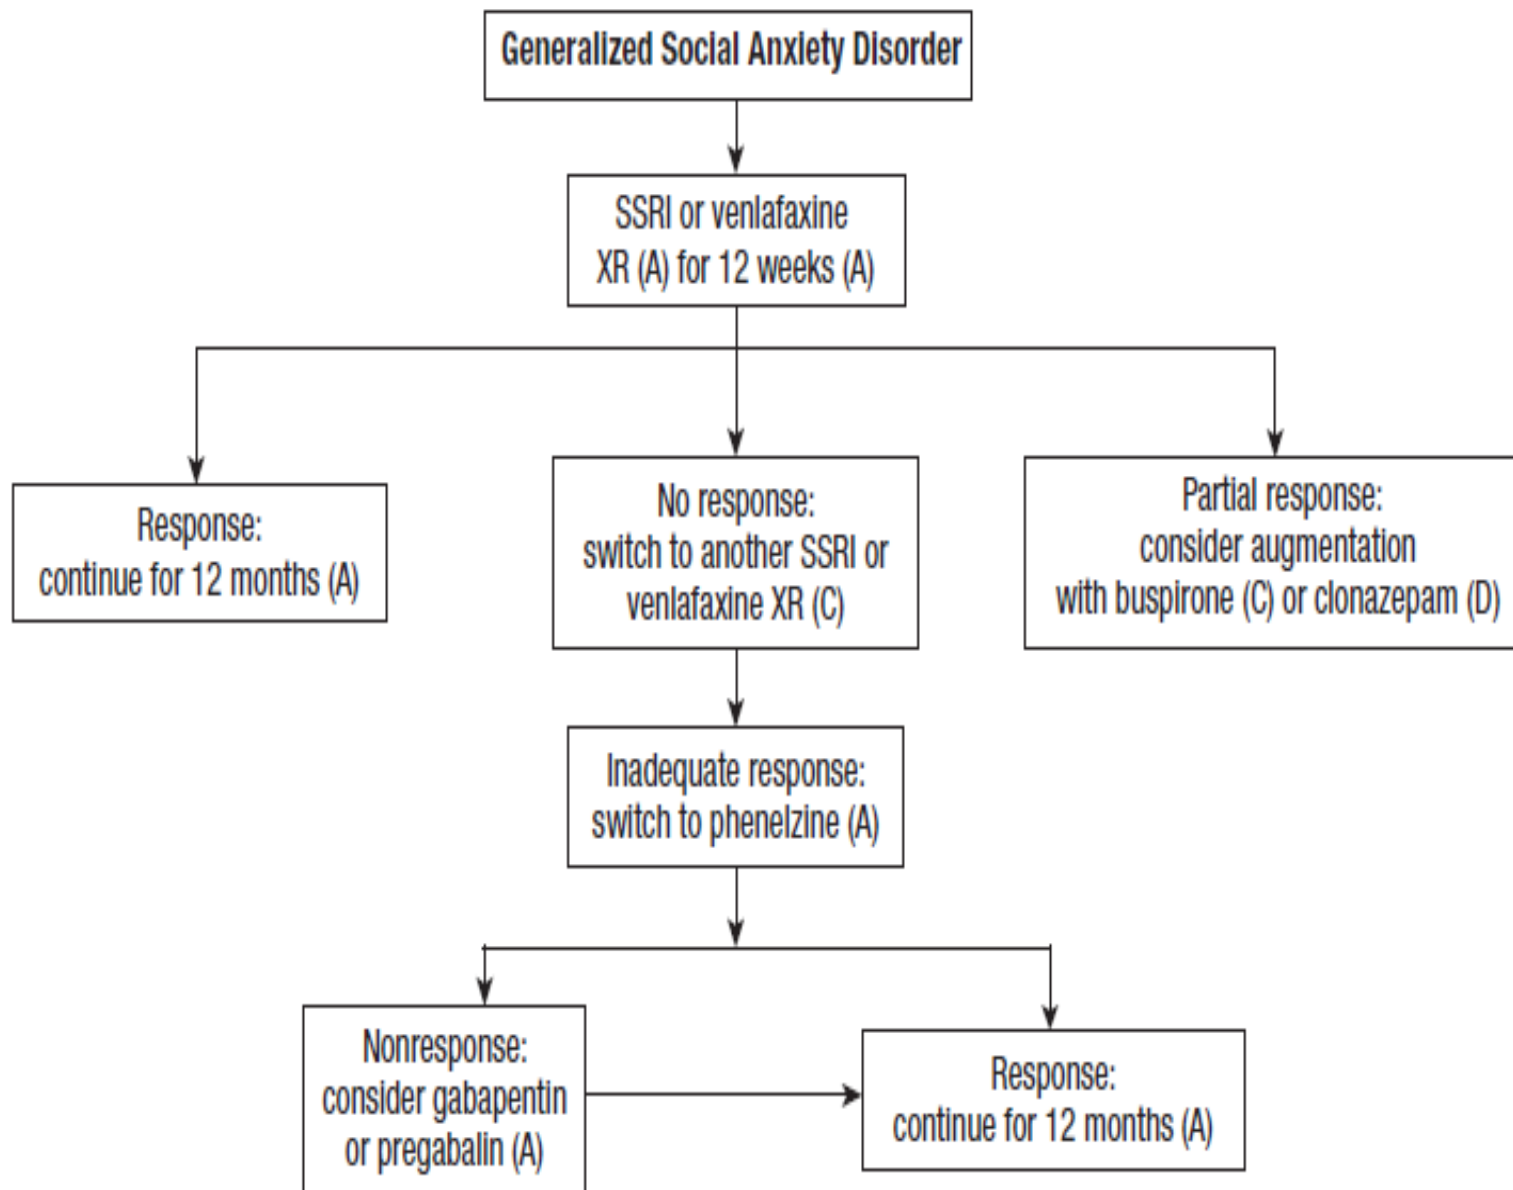 Generalized Social Anxiety Disorder
SSRI or venlafaxine
XR (A) for 12 weeks (A)
Response:
continue for 12 months (A)
No response:
switch to another SSRI or
venlafaxine XR (C)
Partial response:
consider augmentation
with buspirone (C) or clonazepam (D)
Inadequate response:
switch to phenelzine (A)
Nonresponse:
consider gabapentin
or pregabalin (A)
Response:
continue for 12 months (A)